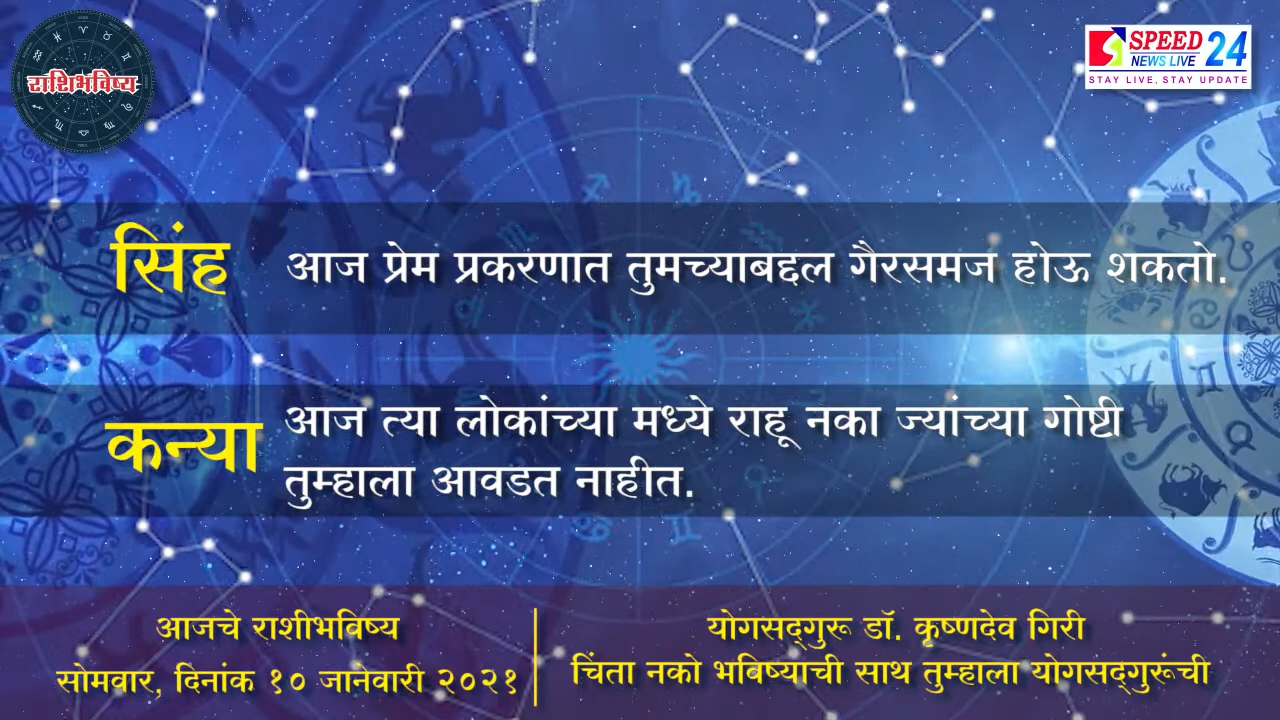 राशिभविष्य
SPEED 24
NEWS LIVE
STAY LIVE, STAY UPDATE
सिंह
आज प्रेम प्रकरणात तुमच्याबद्दल गैरसमज होऊ शकतो.
कन्या
आज त्या लोकांच्या मध्ये राहू नका ज्यांच्या गोष्टी
तुम्हाला आवडत नाहीत.
आजचे राशीभविष्य
सोमवार, दिनांक १० जानेवारी २०२१
योगसद्‌गुरू डॉ. कृष्णदेव गिरी
चिंता नको भविष्याची साथ तुम्हाला योगसद्‌गुरूंची